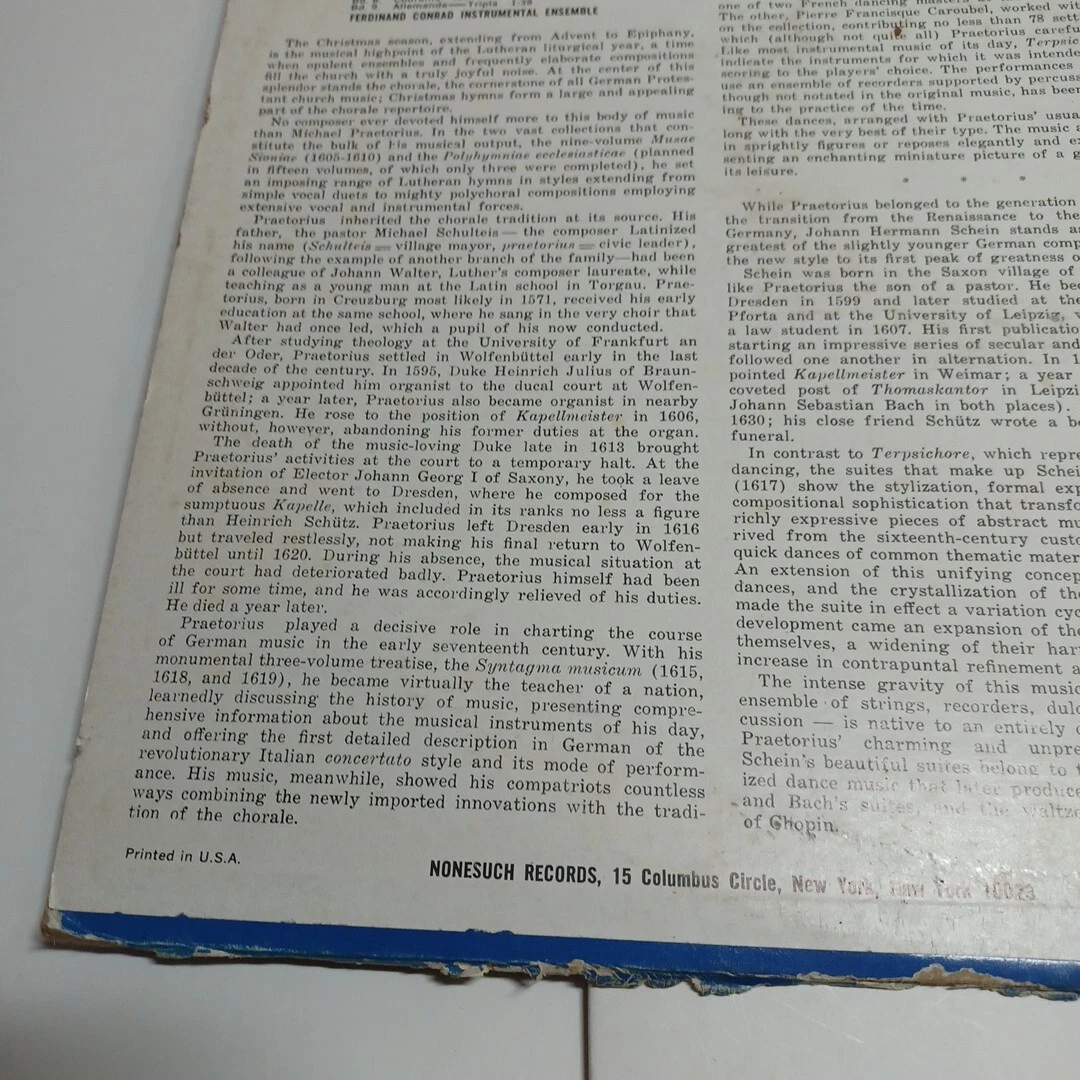 Bd 9. Allemande—Tripla 1:38
FERDINAND CONRAD INSTRUMENTAL ENSEMBLE
The Christmas season, extending from Advent to Epiphany,
is the musical highpoint of the Lutheran liturgical year, a time
when opulent ensembles and frequently elaborate compositions
fill the church with a truly joyful noise. At the center of this
splendor stands the chorale, the cornerstone of all German Protes-
tant church music; Christmas hymns form a large and appealing
part of the chorale repertoire.
No composer ever devoted himself more to this body of music
than Michael Praetorius. In the two vast collections that con-
stitute the bulk of his musical output, the nine-volume Musae
Sioniae (1605-1610) and the Polyhymniae ecclesiasticae (planned
in fifteen volumes, of which only three were completed), he set
an imposing range of Lutheran hymns in styles extending from
simple vocal duets to mighty polychoral compositions employing
extensive vocal and instrumental forces.
Praetorius inherited the chorale tradition at its source. His
father, the pastor Michael Schulteis — the composer Latinized
his name (Schulteis = village mayor, praetorius = civic leader),
following the example of another branch of the family—had been
a colleague of Johann Walter, Luther's composer laureate, while
teaching as a young man at the Latin school in Torgau. Prae-
torius, born in Creuzburg most likely in 1571, received his early
education at the same school, where he sang in the very choir that
Walter had once led, which a pupil of his now conducted.
After studying theology at the University of Frankfurt an
der Oder, Praetorius settled in Wolfenbüttel early in the last
decade of the century. In 1595, Duke Heinrich Julius of Braun-
schweig appointed him organist to the ducal court at Wolfen-
büttel; a year later, Praetorius also became organist in nearby
Grüningen. He rose to the position of Kapellmeister in 1606,
without, however, abandoning his former duties at the organ.
The death of the music-loving Duke late in 1613 brought
Praetorius' activities at the court to a temporary halt. At the
invitation of Elector Johann Georg I of Saxony, he took a leave
of absence and went to Dresden, where he composed for the
sumptuous Kapelle, which included in its ranks no less a figure
than Heinrich Schütz. Praetorius left Dresden early in 1616
but traveled restlessly, not making his final return to Wolfen-
büttel until 1620. During his absence, the musical situation at
the court had deteriorated badly. Praetorius himself had been
ill for some time, and he was accordingly relieved of his duties.
He died a year later.
Praetorius played a decisive role in charting the course
of German music in the early seventeenth century. With his
monumental three-volume treatise, the Syntagma musicum (1615,
1618, and 1619), he became virtually the teacher of a nation,
learnedly discussing the history of music, presenting compre-
hensive information about the musical instruments of his day,
and offering the first detailed description in German of the
revolutionary Italian concertato style and its mode of perform-
ance. His music, meanwhile, showed his compatriots countless
ways combining the newly imported innovations with the tradi-
tion of the chorale.
one of two French dancing masters at
The other, Pierre Francisque Caroubel, worked
on the collection, contributing no less than 78
which (although not quite all) Praetorius
Like most instrumental music of its day,
indicate the instruments for which it was
scoring to the players' choice. The performances
use an ensemble of recorders supported by
though not notated in the original music, has been
ing to the practice of the time.
These dances, arranged with Praetorius'
long with the very best of their type. The music
in sprightly figures or reposes elegantly and
senting an enchanting miniature picture of a
its leisure.
* * *
While Praetorius belonged to the generation
the transition from the Renaissance to the
Germany, Johann Hermann Schein stands
greatest of the slightly younger German
the new style to its first peak of greatness
Schein was born in the Saxon village of
like Praetorius the son of a pastor. He
Dresden in 1599 and later studied at the
Pforta and at the University of Leipzig,
a law student in 1607. His first
starting an impressive series of secular and
followed one another in alternation. In 1
pointed Kapellmeister in Weimar; a year
coveted post of Thomaskantor in
Johann Sebastian Bach in both places).
1630; his close friend Schütz wrote a
funeral.
In contrast to Terpsichore, which
dancing, the suites that make up
(1617) show the stylization, formal
compositional sophistication that
richly expressive pieces of abstract
rived from the sixteenth-century
quick dances of common thematic
An extension of this unifying
dances, and the crystallization of
made the suite in effect a variation
development came an expansion of
themselves, a widening of their
increase in contrapuntal refinement
The intense gravity of this
ensemble of strings, recorders,
cussion — is native to an entirely
Praetorius' charming and
Schein's beautiful suites belong to
ized dance music that later
and Bach's suites, and the
of Chopin.
Printed in U.S.A.
NONESUCH RECORDS, 15 Columbus Circle, New York, New York 10023